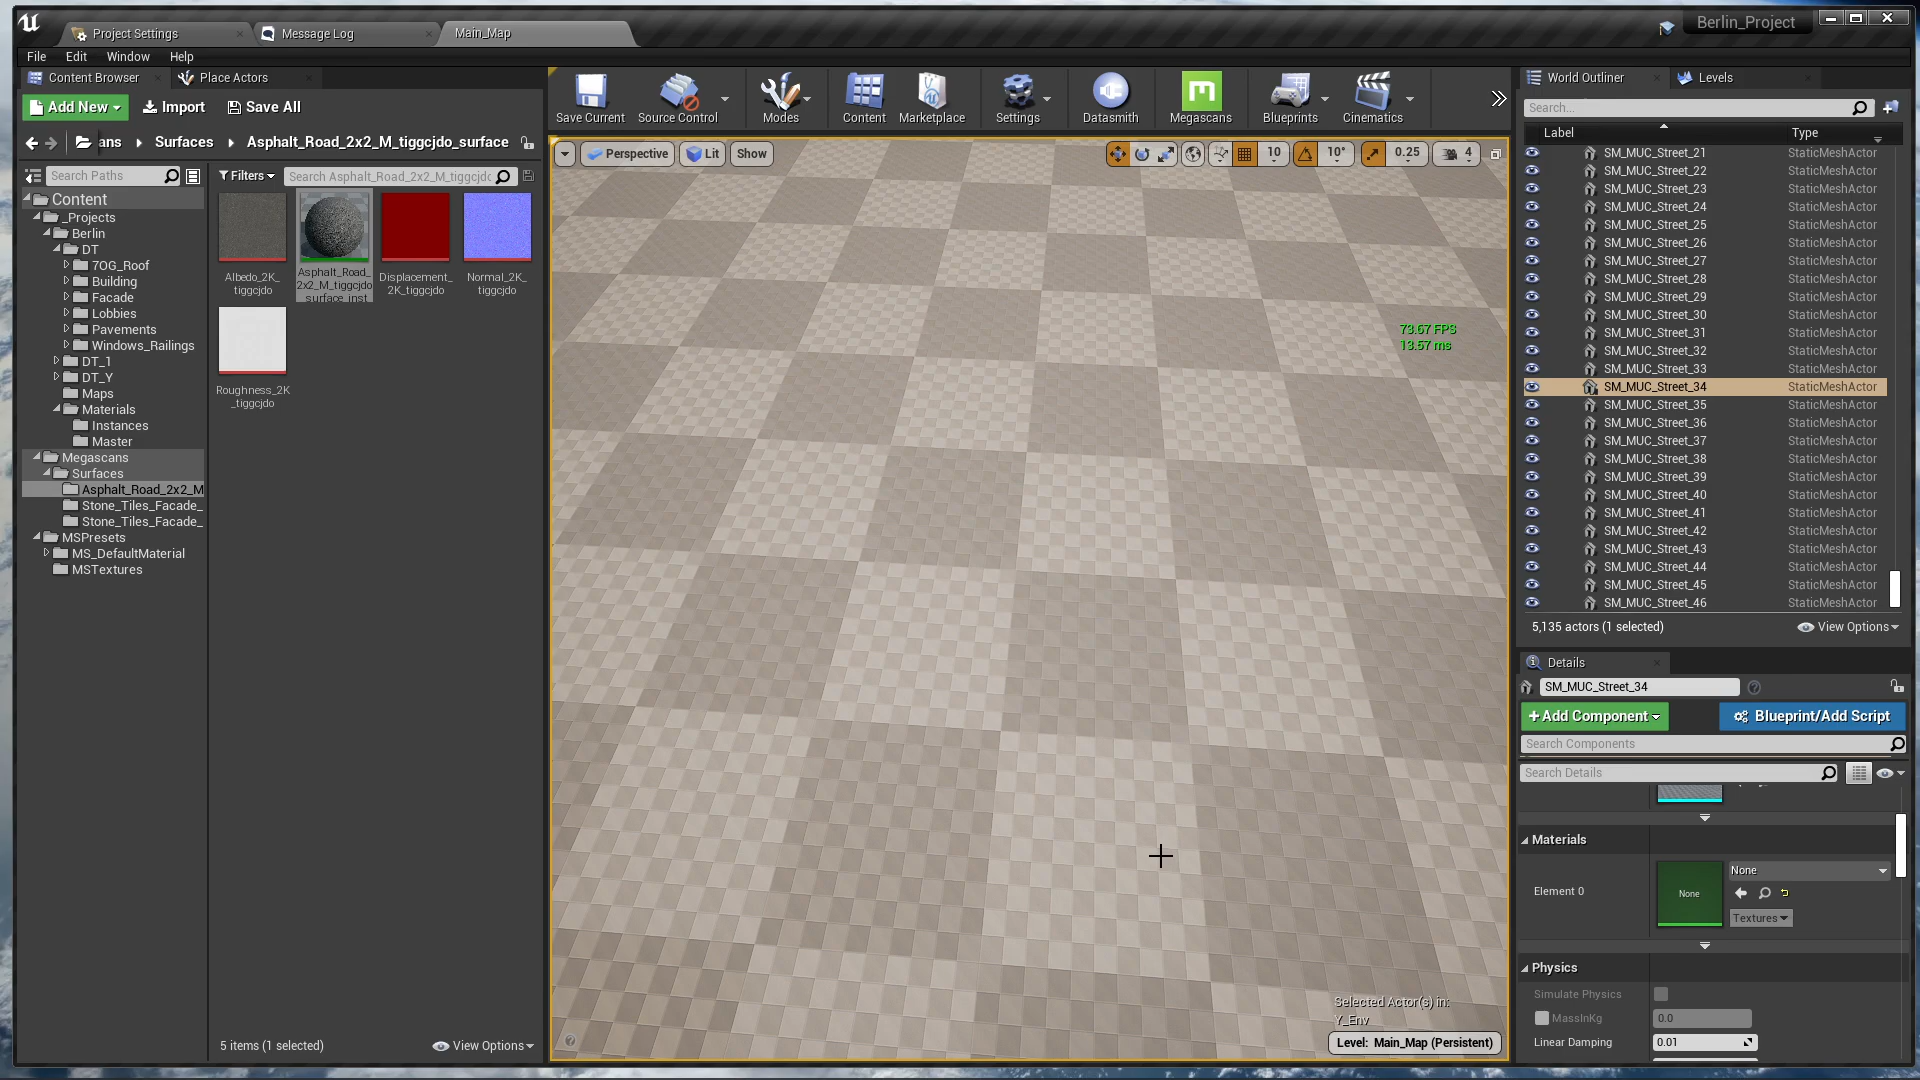 Project Settings
Message Log
Main_Map
Berlin_Project
File Edit Window Help
Content Browser
Place Actors
Add New
Import
Save All
ans Surfaces Asphalt_Road_2x2_M_tiggcjdo_surface
Search Paths
Content
_Projects
Berlin
DT
7OG_Roof
Building
Facade
Lobbies
Pavements
Windows_Railings
DT_1
DT_Y
Maps
Materials
Instances
Master
Megascans
Surfaces
Asphalt_Road_2x2_M
Stone_Tiles_Facade_
Stone_Tiles_Facade_
MSPresets
MS_DefaultMaterial
MSTextures
Filters
Search Asphalt_Road_2x2_M_tiggcjdo
Albedo_2K_
tiggcjdo
Asphalt_Road_
2x2_M_tiggcjdo
surface_inst
Displacement_
2K_tiggcjdo
Normal_2K_
tiggcjdo
Roughness_2K
_tiggcjdo
5 items (1 selected)
View Options
Save Current
Source Control
Modes
Content
Marketplace
Settings
Datasmith
Megascans
Blueprints
Cinematics
Perspective
Lit
Show
10
10°
0.25
4
73.67 FPS
13.57 ms
Selected Actor(s) in:
Y_Env
Level: Main_Map (Persistent)
World Outliner
Levels
Search...
Label Type
SM_MUC_Street_21 StaticMeshActor
SM_MUC_Street_22 StaticMeshActor
SM_MUC_Street_23 StaticMeshActor
SM_MUC_Street_24 StaticMeshActor
SM_MUC_Street_25 StaticMeshActor
SM_MUC_Street_26 StaticMeshActor
SM_MUC_Street_27 StaticMeshActor
SM_MUC_Street_28 StaticMeshActor
SM_MUC_Street_29 StaticMeshActor
SM_MUC_Street_30 StaticMeshActor
SM_MUC_Street_31 StaticMeshActor
SM_MUC_Street_32 StaticMeshActor
SM_MUC_Street_33 StaticMeshActor
SM_MUC_Street_34 StaticMeshActor
SM_MUC_Street_35 StaticMeshActor
SM_MUC_Street_36 StaticMeshActor
SM_MUC_Street_37 StaticMeshActor
SM_MUC_Street_38 StaticMeshActor
SM_MUC_Street_39 StaticMeshActor
SM_MUC_Street_40 StaticMeshActor
SM_MUC_Street_41 StaticMeshActor
SM_MUC_Street_42 StaticMeshActor
SM_MUC_Street_43 StaticMeshActor
SM_MUC_Street_44 StaticMeshActor
SM_MUC_Street_45 StaticMeshActor
SM_MUC_Street_46 StaticMeshActor
5,135 actors (1 selected)
View Options
Details
SM_MUC_Street_34
+Add Component
Blueprint/Add Script
Search Components
Search Details
Materials
Element 0
None
None
Textures
Physics
Simulate Physics
MassInKg 0.0
Linear Damping 0.01